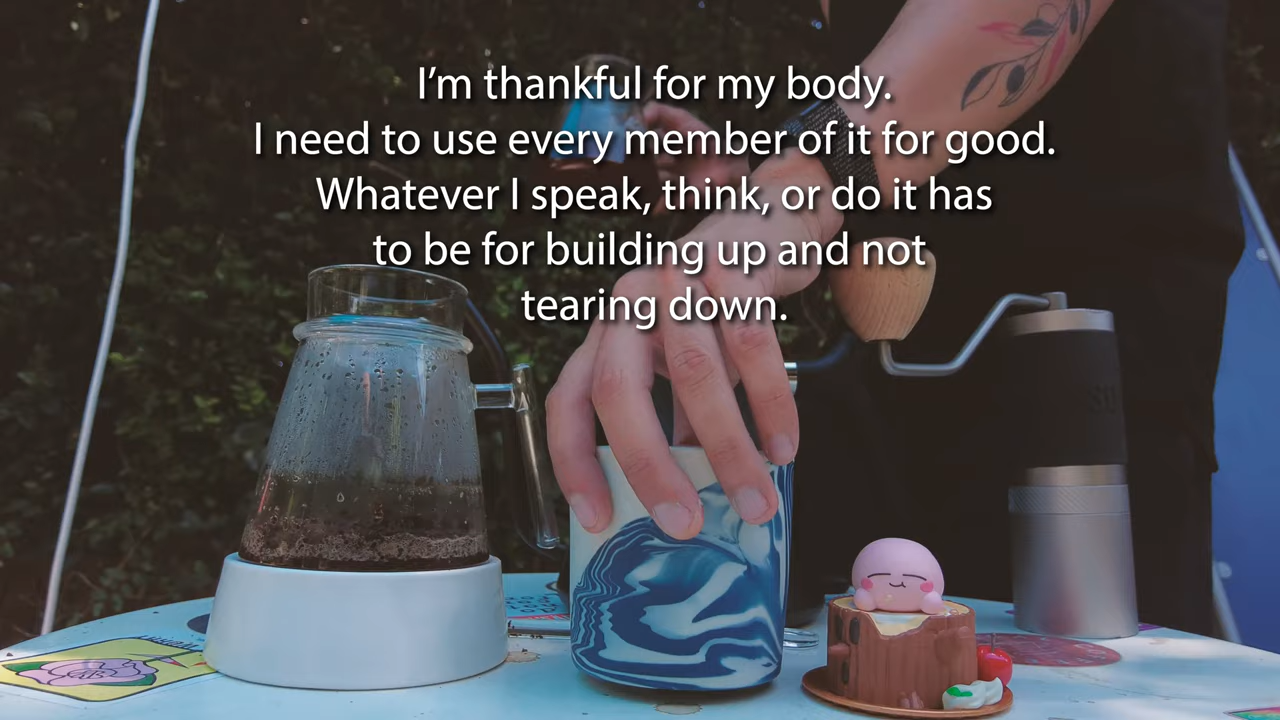 I’m thankful for my body.
I need to use every member of it for good.
Whatever I speak, think, or do it has
to be for building up and not
tearing down.